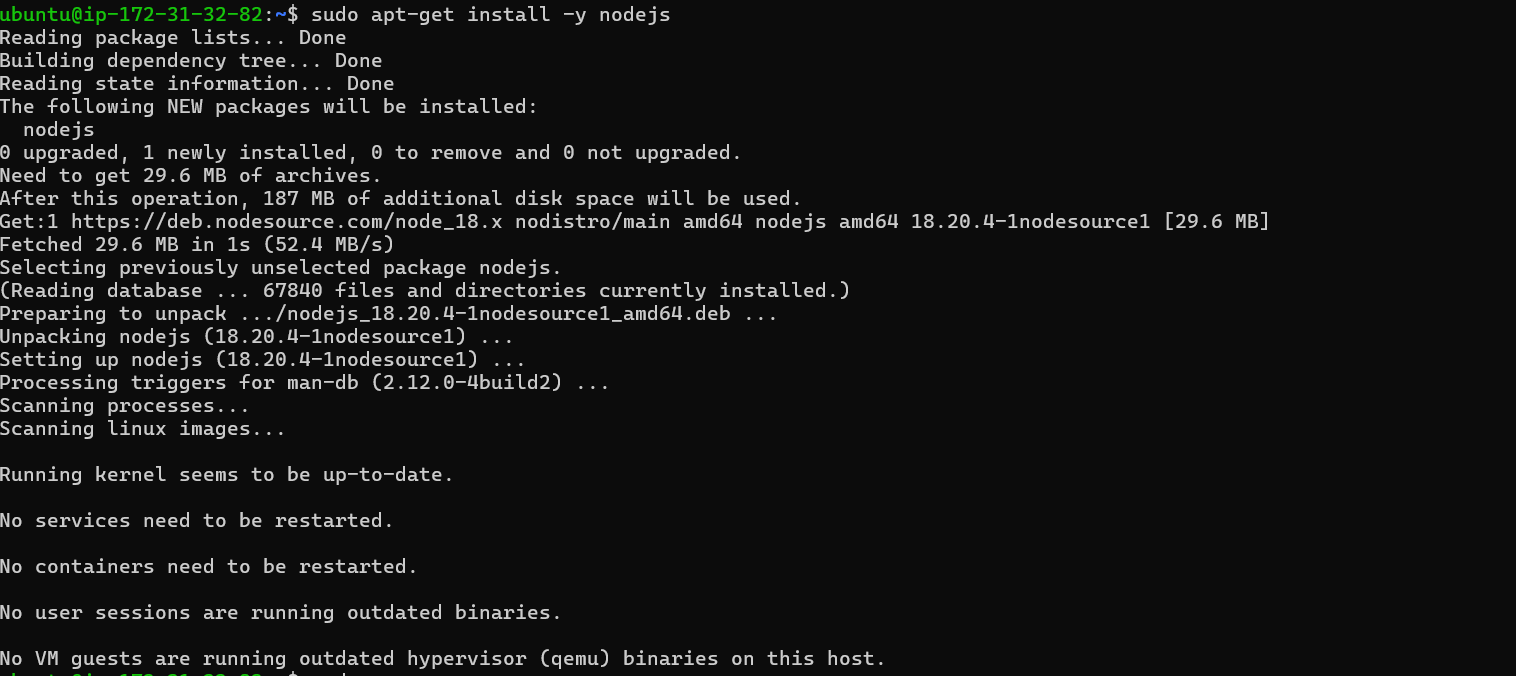 ubuntu@ip-172-31-32-82:~$ sudo apt-get install -y nodejs
Reading package lists... Done
Building dependency tree... Done
Reading state information... Done
The following NEW packages will be installed:
  nodejs
0 upgraded, 1 newly installed, 0 to remove and 0 not upgraded.
Need to get 29.6 MB of archives.
After this operation, 187 MB of additional disk space will be used.
Get:1 https://deb.nodesource.com/node_18.x nodistro/main amd64 nodejs amd64 18.20.4-1nodesource1 [29.6 MB]
Fetched 29.6 MB in 1s (52.4 MB/s)
Selecting previously unselected package nodejs.
(Reading database ... 67840 files and directories currently installed.)
Preparing to unpack .../nodejs_18.20.4-1nodesource1_amd64.deb ...
Unpacking nodejs (18.20.4-1nodesource1) ...
Setting up nodejs (18.20.4-1nodesource1) ...
Processing triggers for man-db (2.12.0-4build2) ...
Scanning processes...
Scanning linux images...
Running kernel seems to be up-to-date.
No services need to be restarted.
No containers need to be restarted.
No user sessions are running outdated binaries.
No VM guests are running outdated hypervisor (qemu) binaries on this host.